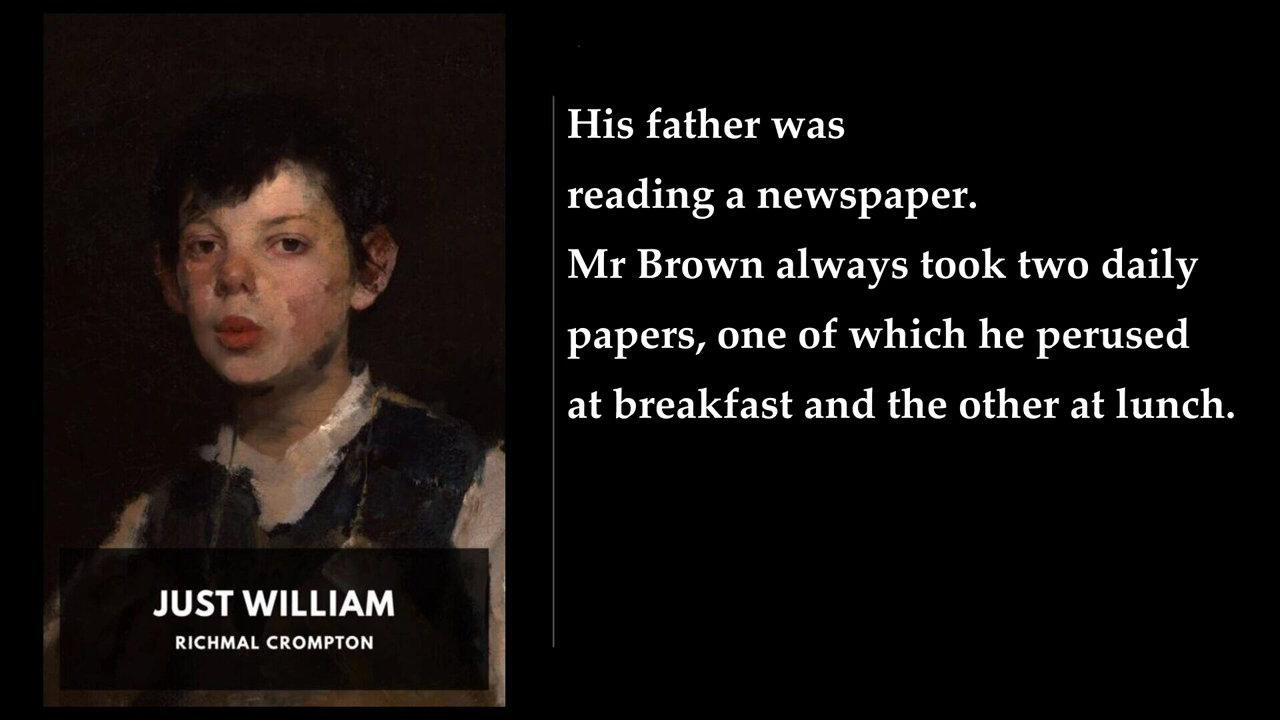 His father was
reading a newspaper.
Mr Brown always took two daily
papers, one of which he perused
at breakfast and the other at lunch.
JUST WILLIAM
RICHMAL CROMPTON